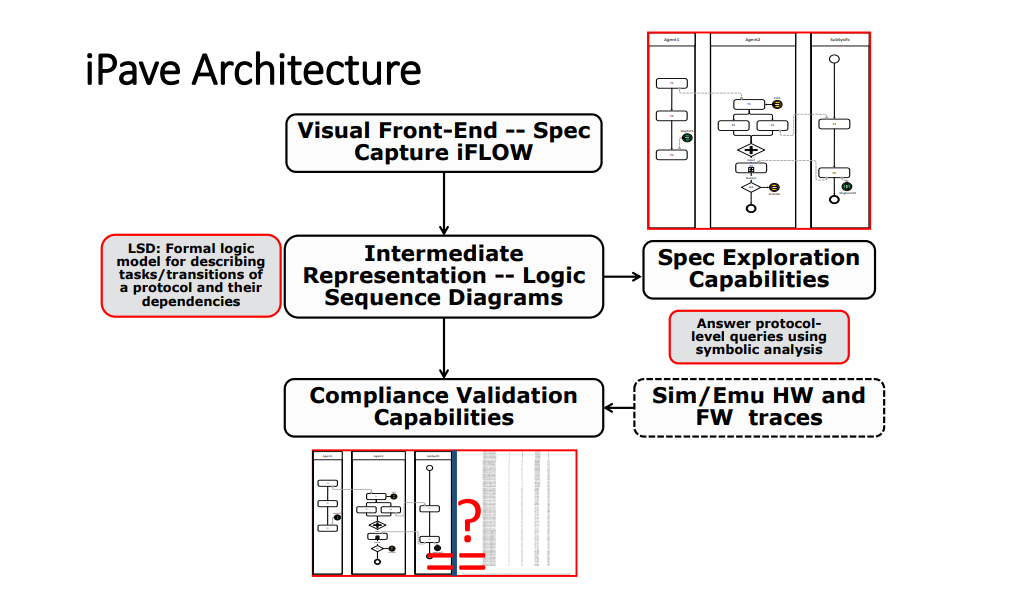 iPave Architecture
Agent1
Agent2
Visual Front-End -- Spec
Capture iFLOW
LSD: Formal logic
model for describing
tasks/transitions of
a protocol and their
dependencies
Intermediate
Representation -- Logic
Sequence Diagrams
Spec Exploration
Capabilities
Answer protocol-
level queries using
symbolic analysis
Compliance Validation
Capabilities
Sim/Emu HW and
FW traces
?
==